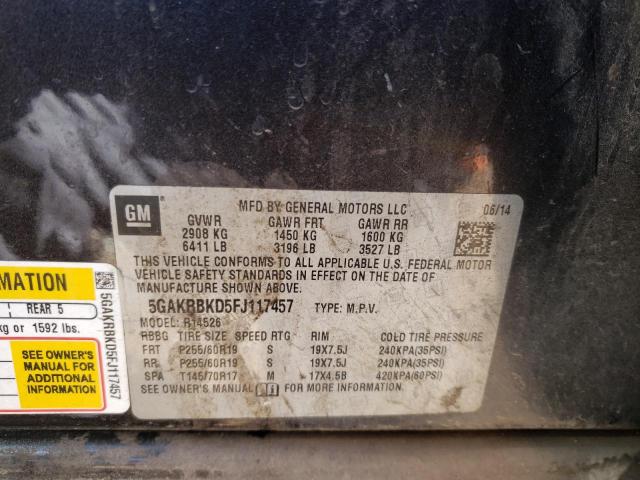 GM
MFD BY GENERAL MOTORS LLC 06/14
GVWR GAWR FRT GAWR RR
2908 KG 1450 KG 1600 KG
6411 LB 3196 LB 3527 LB
THIS VEHICLE CONFORMS TO ALL APPLICABLE U.S. FEDERAL MOTOR
VEHICLE SAFETY STANDARDS IN EFFECT ON THE DATE OF
MANUFACTURE SHOWN ABOVE.
5GAKRBKD5FJ117457 TYPE: M.P.V.
MODEL: R14526
RBBG TIRE SIZE SPEED RTG RIM COLD TIRE PRESSURE
FRT P255/60R19 S 19X7.5J 240KPA(35PSI)
RR P255/60R19 S 19X7.5J 240KPA(35PSI)
SPA T145/70R17 M 17X4.5B 420KPA(60PSI)
SEE OWNER'S MANUAL FOR MORE INFORMATION.
MATION
REAR 5
kg or 1592 lbs.
SEE OWNER'S
MANUAL FOR
ADDITIONAL
INFORMATION
5GAKRBKD5FJ117457